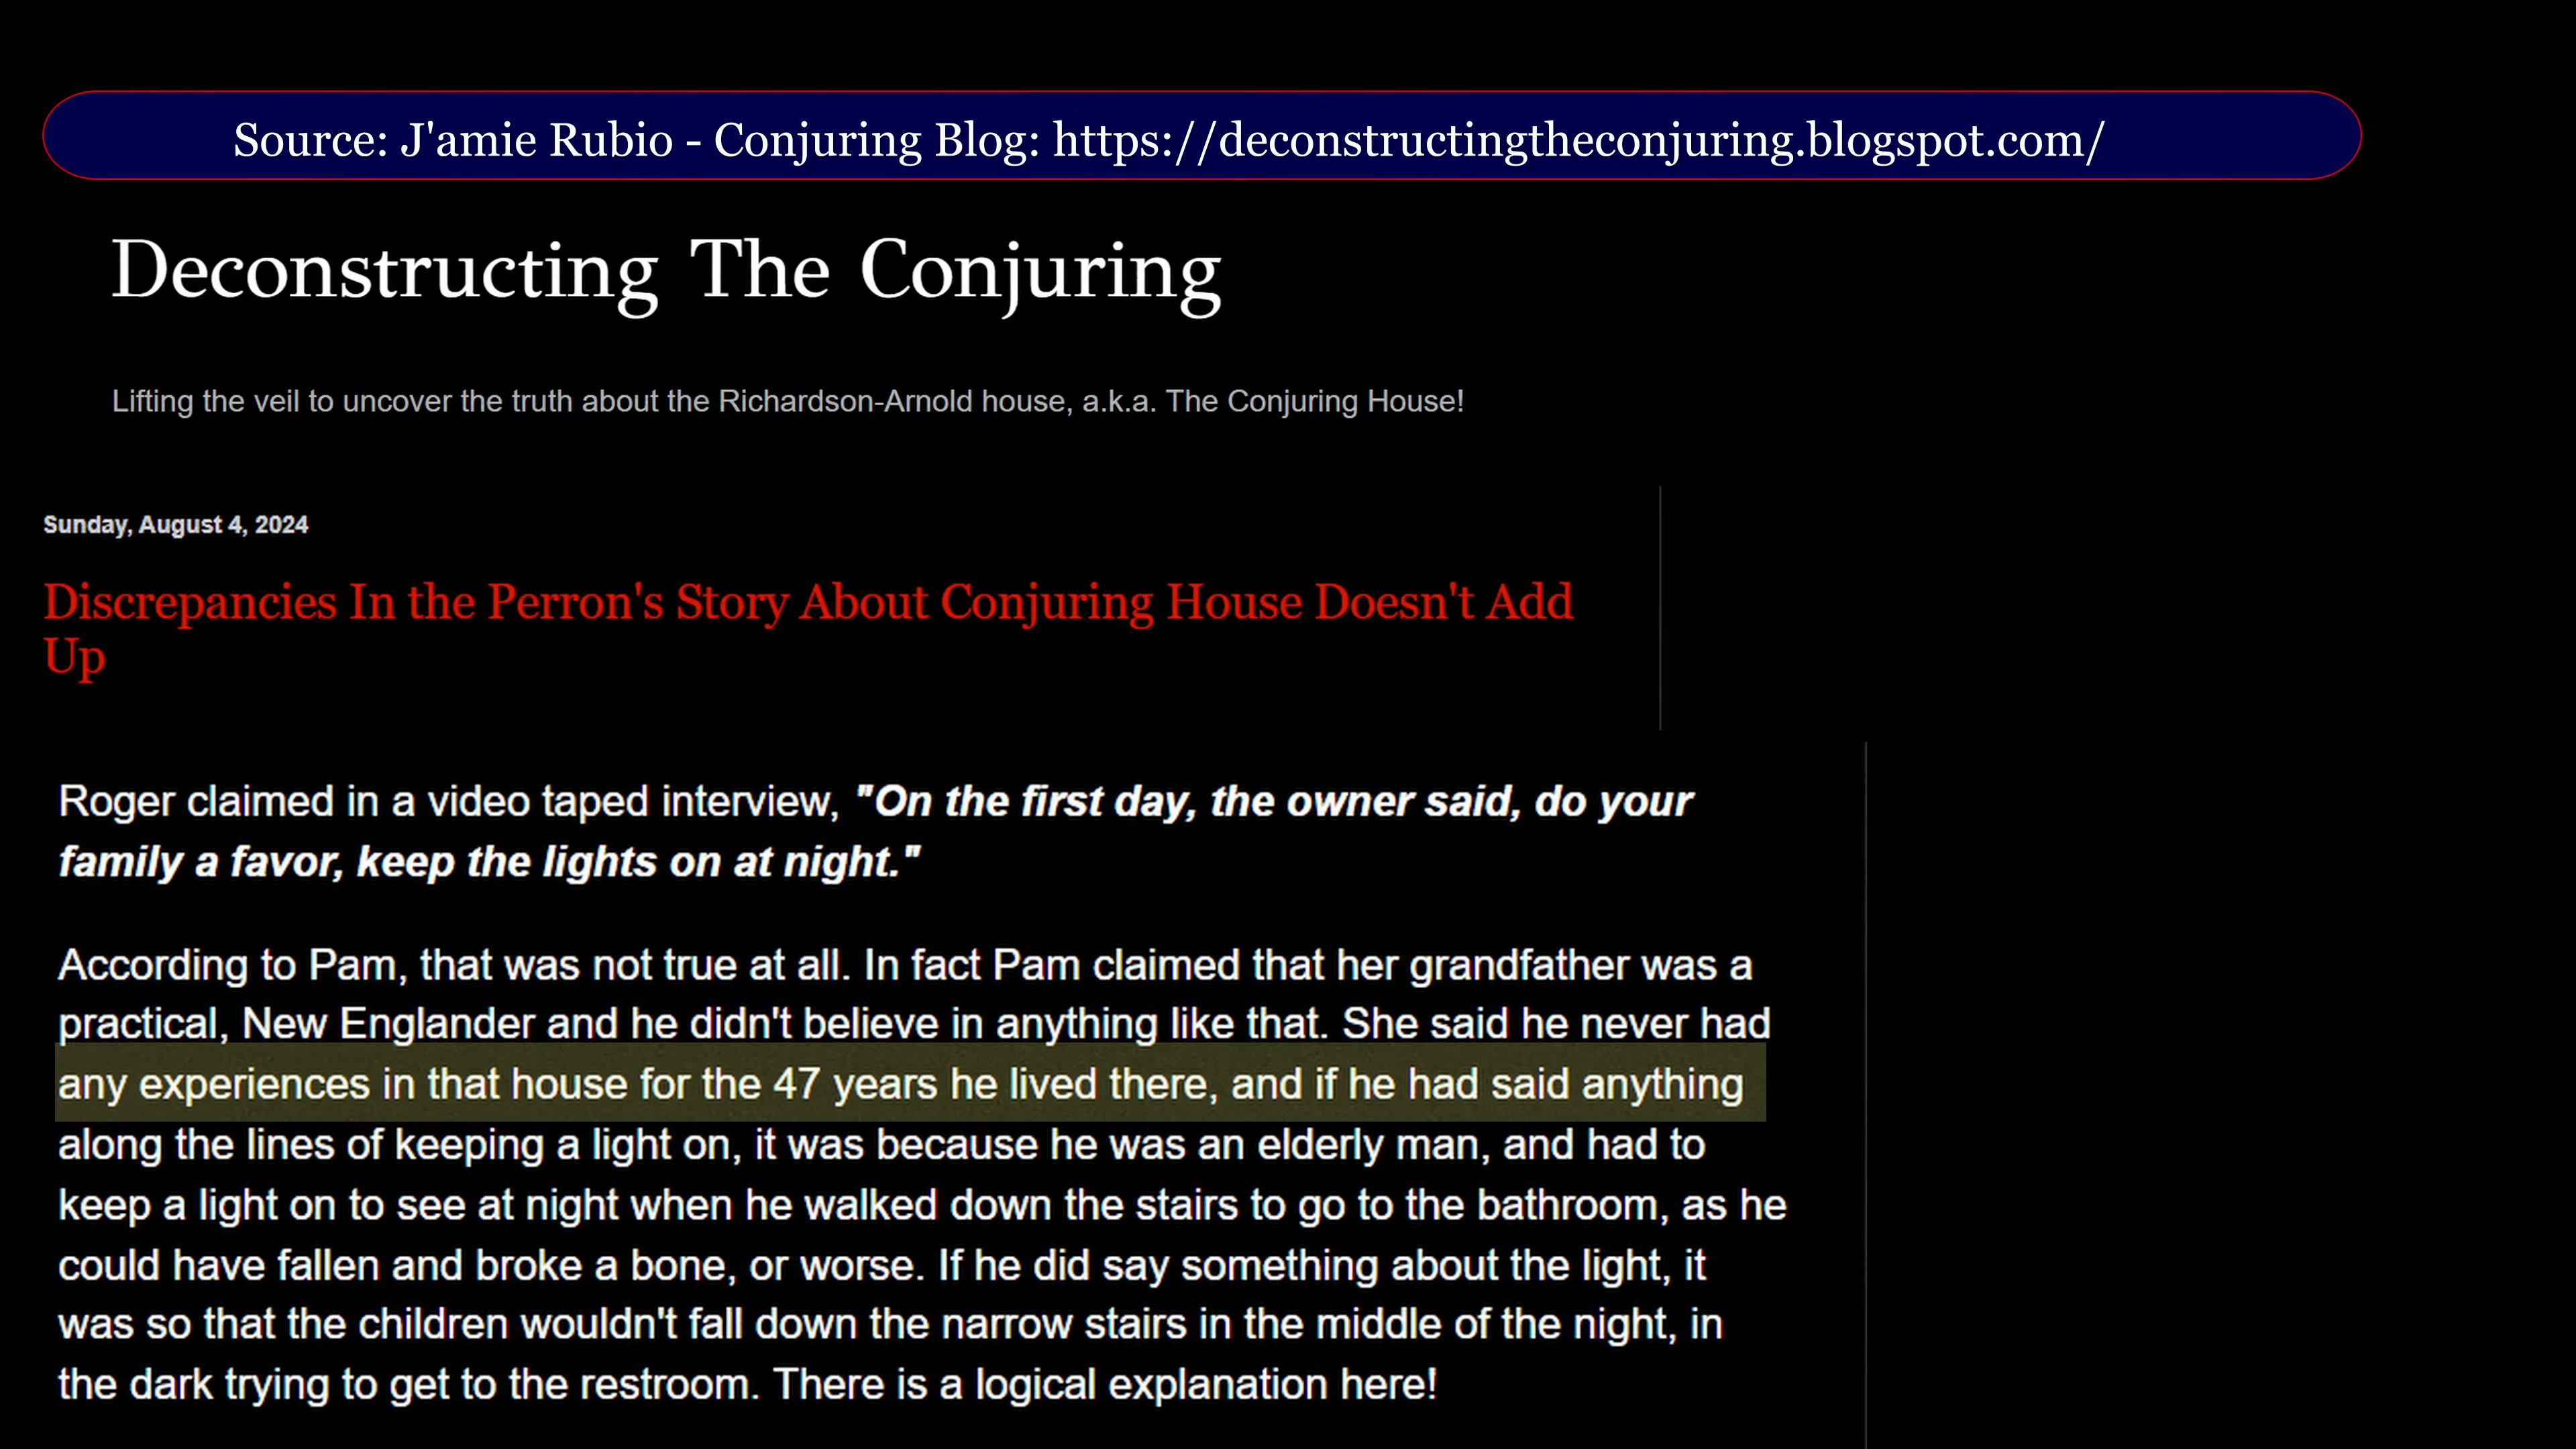 Source: J'amie Rubio - Conjuring Blog: https://deconstructingtheconjuring.blogspot.com/
Deconstructing The Conjuring
Lifting the veil to uncover the truth about the Richardson-Arnold house, a.k.a. The Conjuring House!
Sunday, August 4, 2024
Discrepancies In the Perron's Story About Conjuring House Doesn't Add
Up
Roger claimed in a video taped interview, "On the first day, the owner said, do your
family a favor, keep the lights on at night."
According to Pam, that was not true at all. In fact Pam claimed that her grandfather was a
practical, New Englander and he didn't believe in anything like that. She said he never had
any experiences in that house for the 47 years he lived there, and if he had said anything
along the lines of keeping a light on, it was because he was an elderly man, and had to
keep a light on to see at night when he walked down the stairs to go to the bathroom, as he
could have fallen and broke a bone, or worse. If he did say something about the light, it
was so that the children wouldn't fall down the narrow stairs in the middle of the night, in
the dark trying to get to the restroom. There is a logical explanation here!